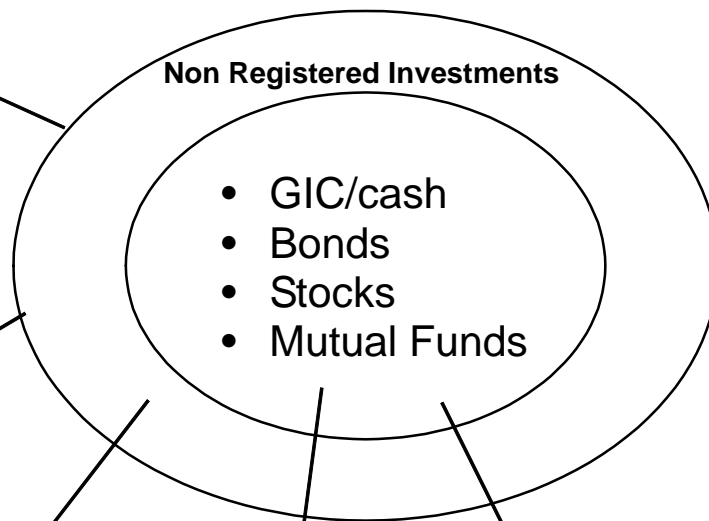 Non Registered Investments
• GIC/cash
• Bonds
• Stocks
• Mutual Funds